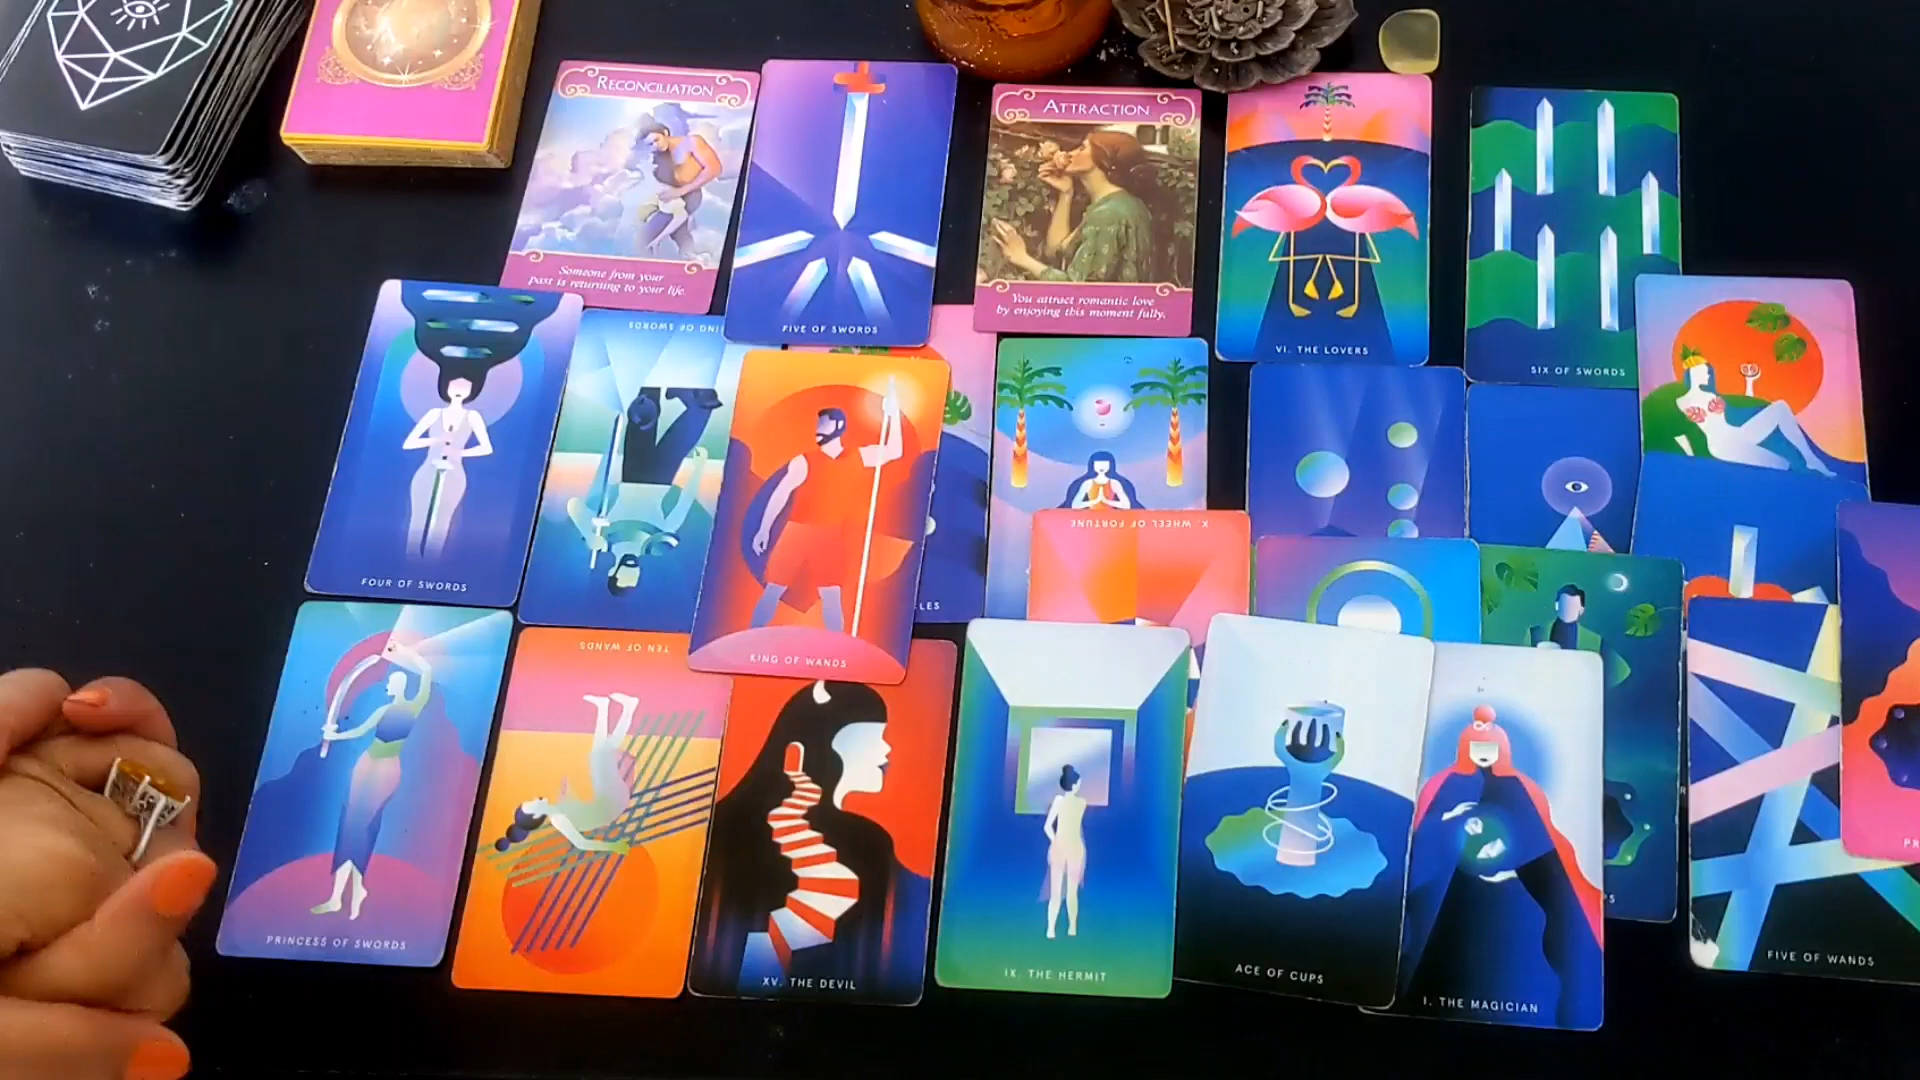 RECONCILIATION
Someone from your
past is returning to your life.
FIVE OF SWORDS
ATTRACTION
You attract romantic love
by enjoying this moment fully.
VI. THE LOVERS
SIX OF SWORDS
FOUR OF SWORDS
KING OF WANDS
X. WHEEL OF FORTUNE
PRINCESS OF SWORDS
TEN OF WANDS
XV. THE DEVIL
IX. THE HERMIT
ACE OF CUPS
I. THE MAGICIAN
FIVE OF WANDS